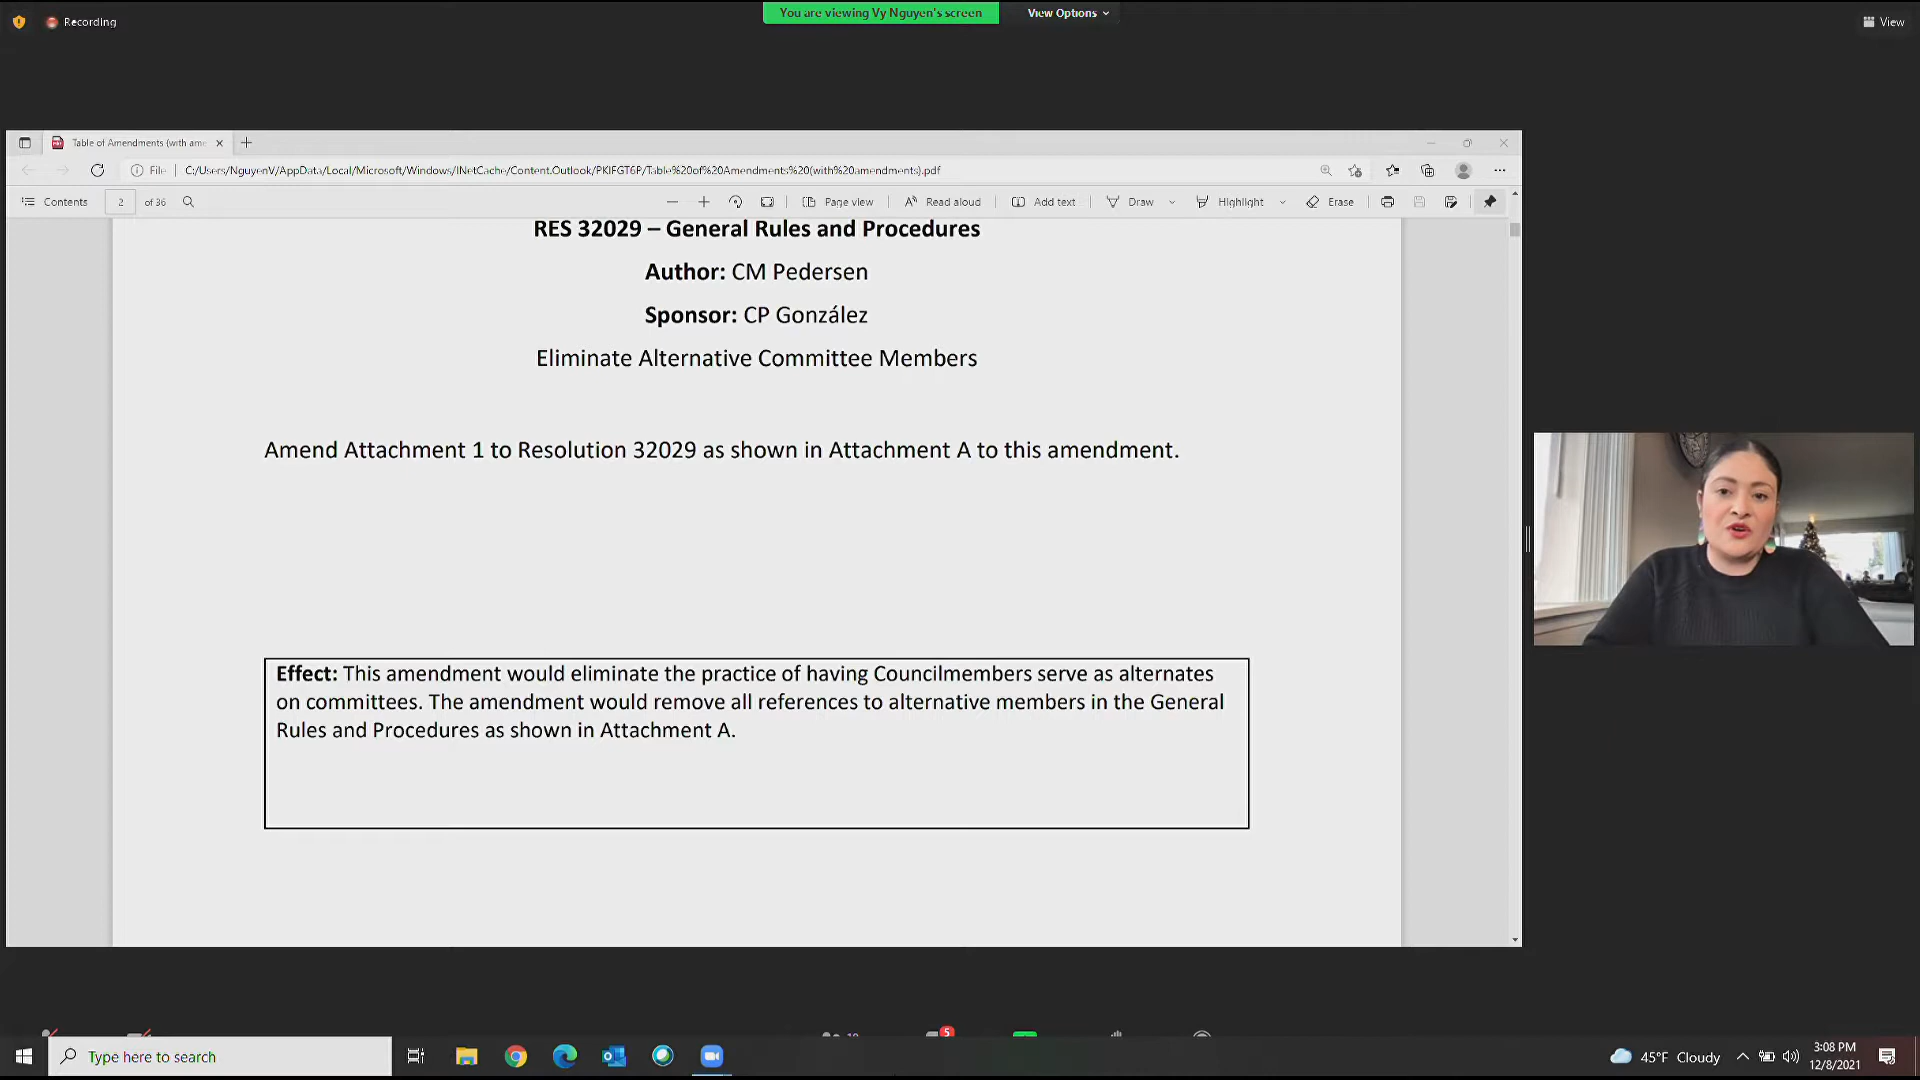 Recording
You are viewing Vy Nguyen's screen
View Options
View
Table of Amendments (with ame
File
C:/Users/NguyenV/AppData/Local/Microsoft/Windows/INetCache/Content.Outlook/PKIFGT6P/Table%20of%20Amendments%20(with%20amendments).pdf
Contents
2
of 36
Page view
Read aloud
Add text
Draw
Highlight
Erase
RES 32029 – General Rules and Procedures
Author: CM Pedersen
Sponsor: CP González
Eliminate Alternative Committee Members
Amend Attachment 1 to Resolution 32029 as shown in Attachment A to this amendment.
Effect: This amendment would eliminate the practice of having Councilmembers serve as alternates
on committees. The amendment would remove all references to alternative members in the General
Rules and Procedures as shown in Attachment A.
5
Type here to search
45°F Cloudy
3:08 PM
12/8/2021